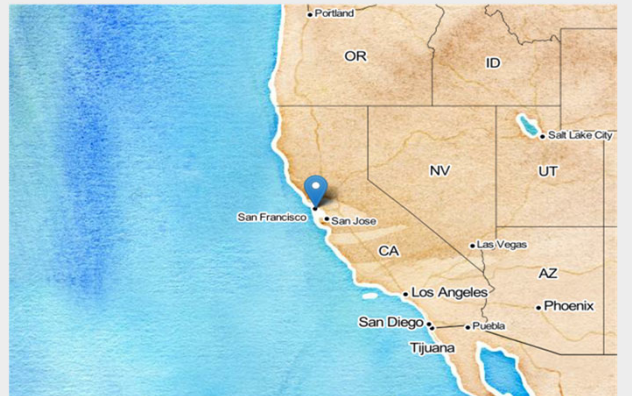 Portland
OR
ID
Salt Lake City
NV
UT
San Francisco
San Jose
Las Vegas
CA
AZ
Los Angeles
Phoenix
San Diego
Puebla
Tijuana